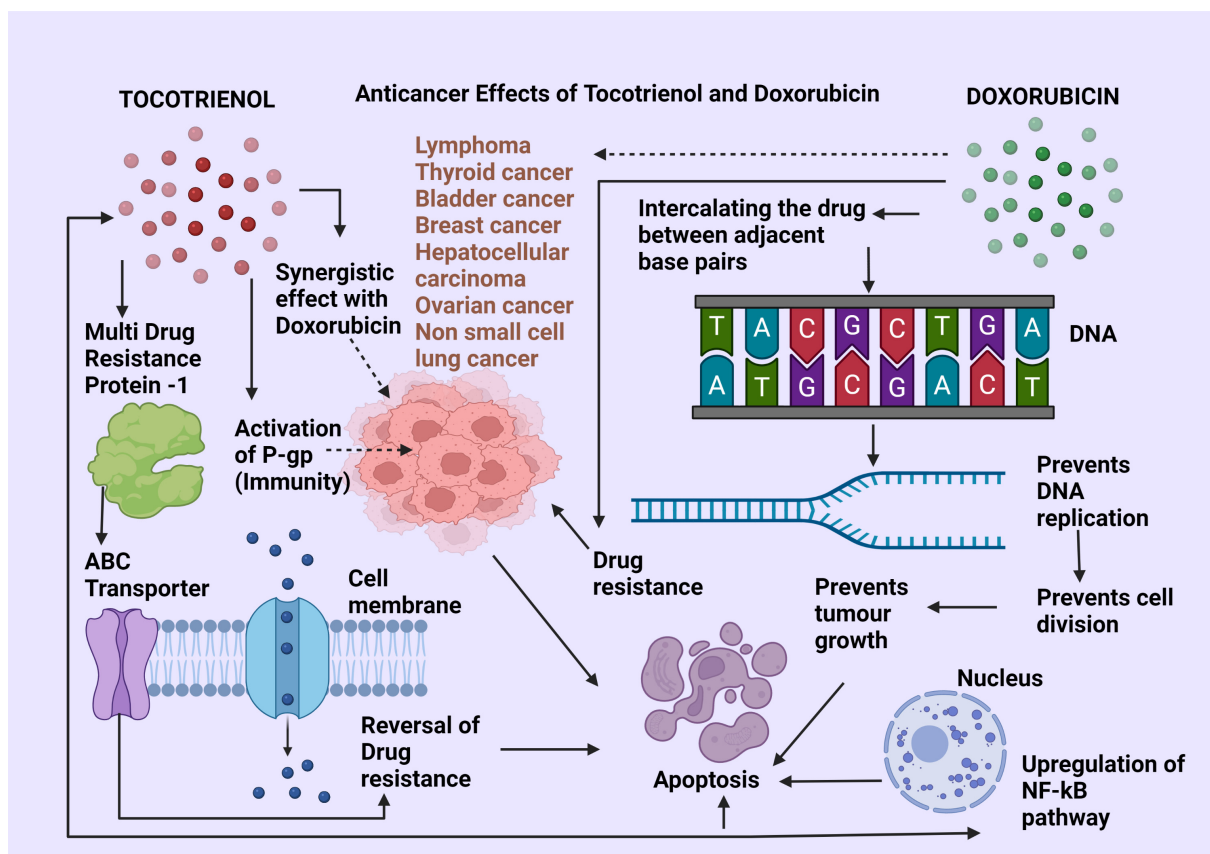 Anticancer Effects of Tocotrienol and Doxorubicin
TOCOTRIENOL
DOXORUBICIN
Lymphoma
Thyroid cancer
Bladder cancer
Breast cancer
Hepatocellular
carcinoma
Ovarian cancer
Non small cell
lung cancer
Intercalating the drug
between adjacent
base pairs
Synergistic
effect with
Doxorubicin
Multi Drug
Resistance
Protein -1
T A C G C T G A
A T G C G A C T
DNA
Activation
of P-gp
(Immunity)
Prevents
DNA
replication
ABC
Transporter
Cell
membrane
Drug
resistance
Prevents
tumour
growth
Prevents cell
division
Nucleus
Reversal of
Drug
resistance
Apoptosis
Upregulation of
NF-kB
pathway